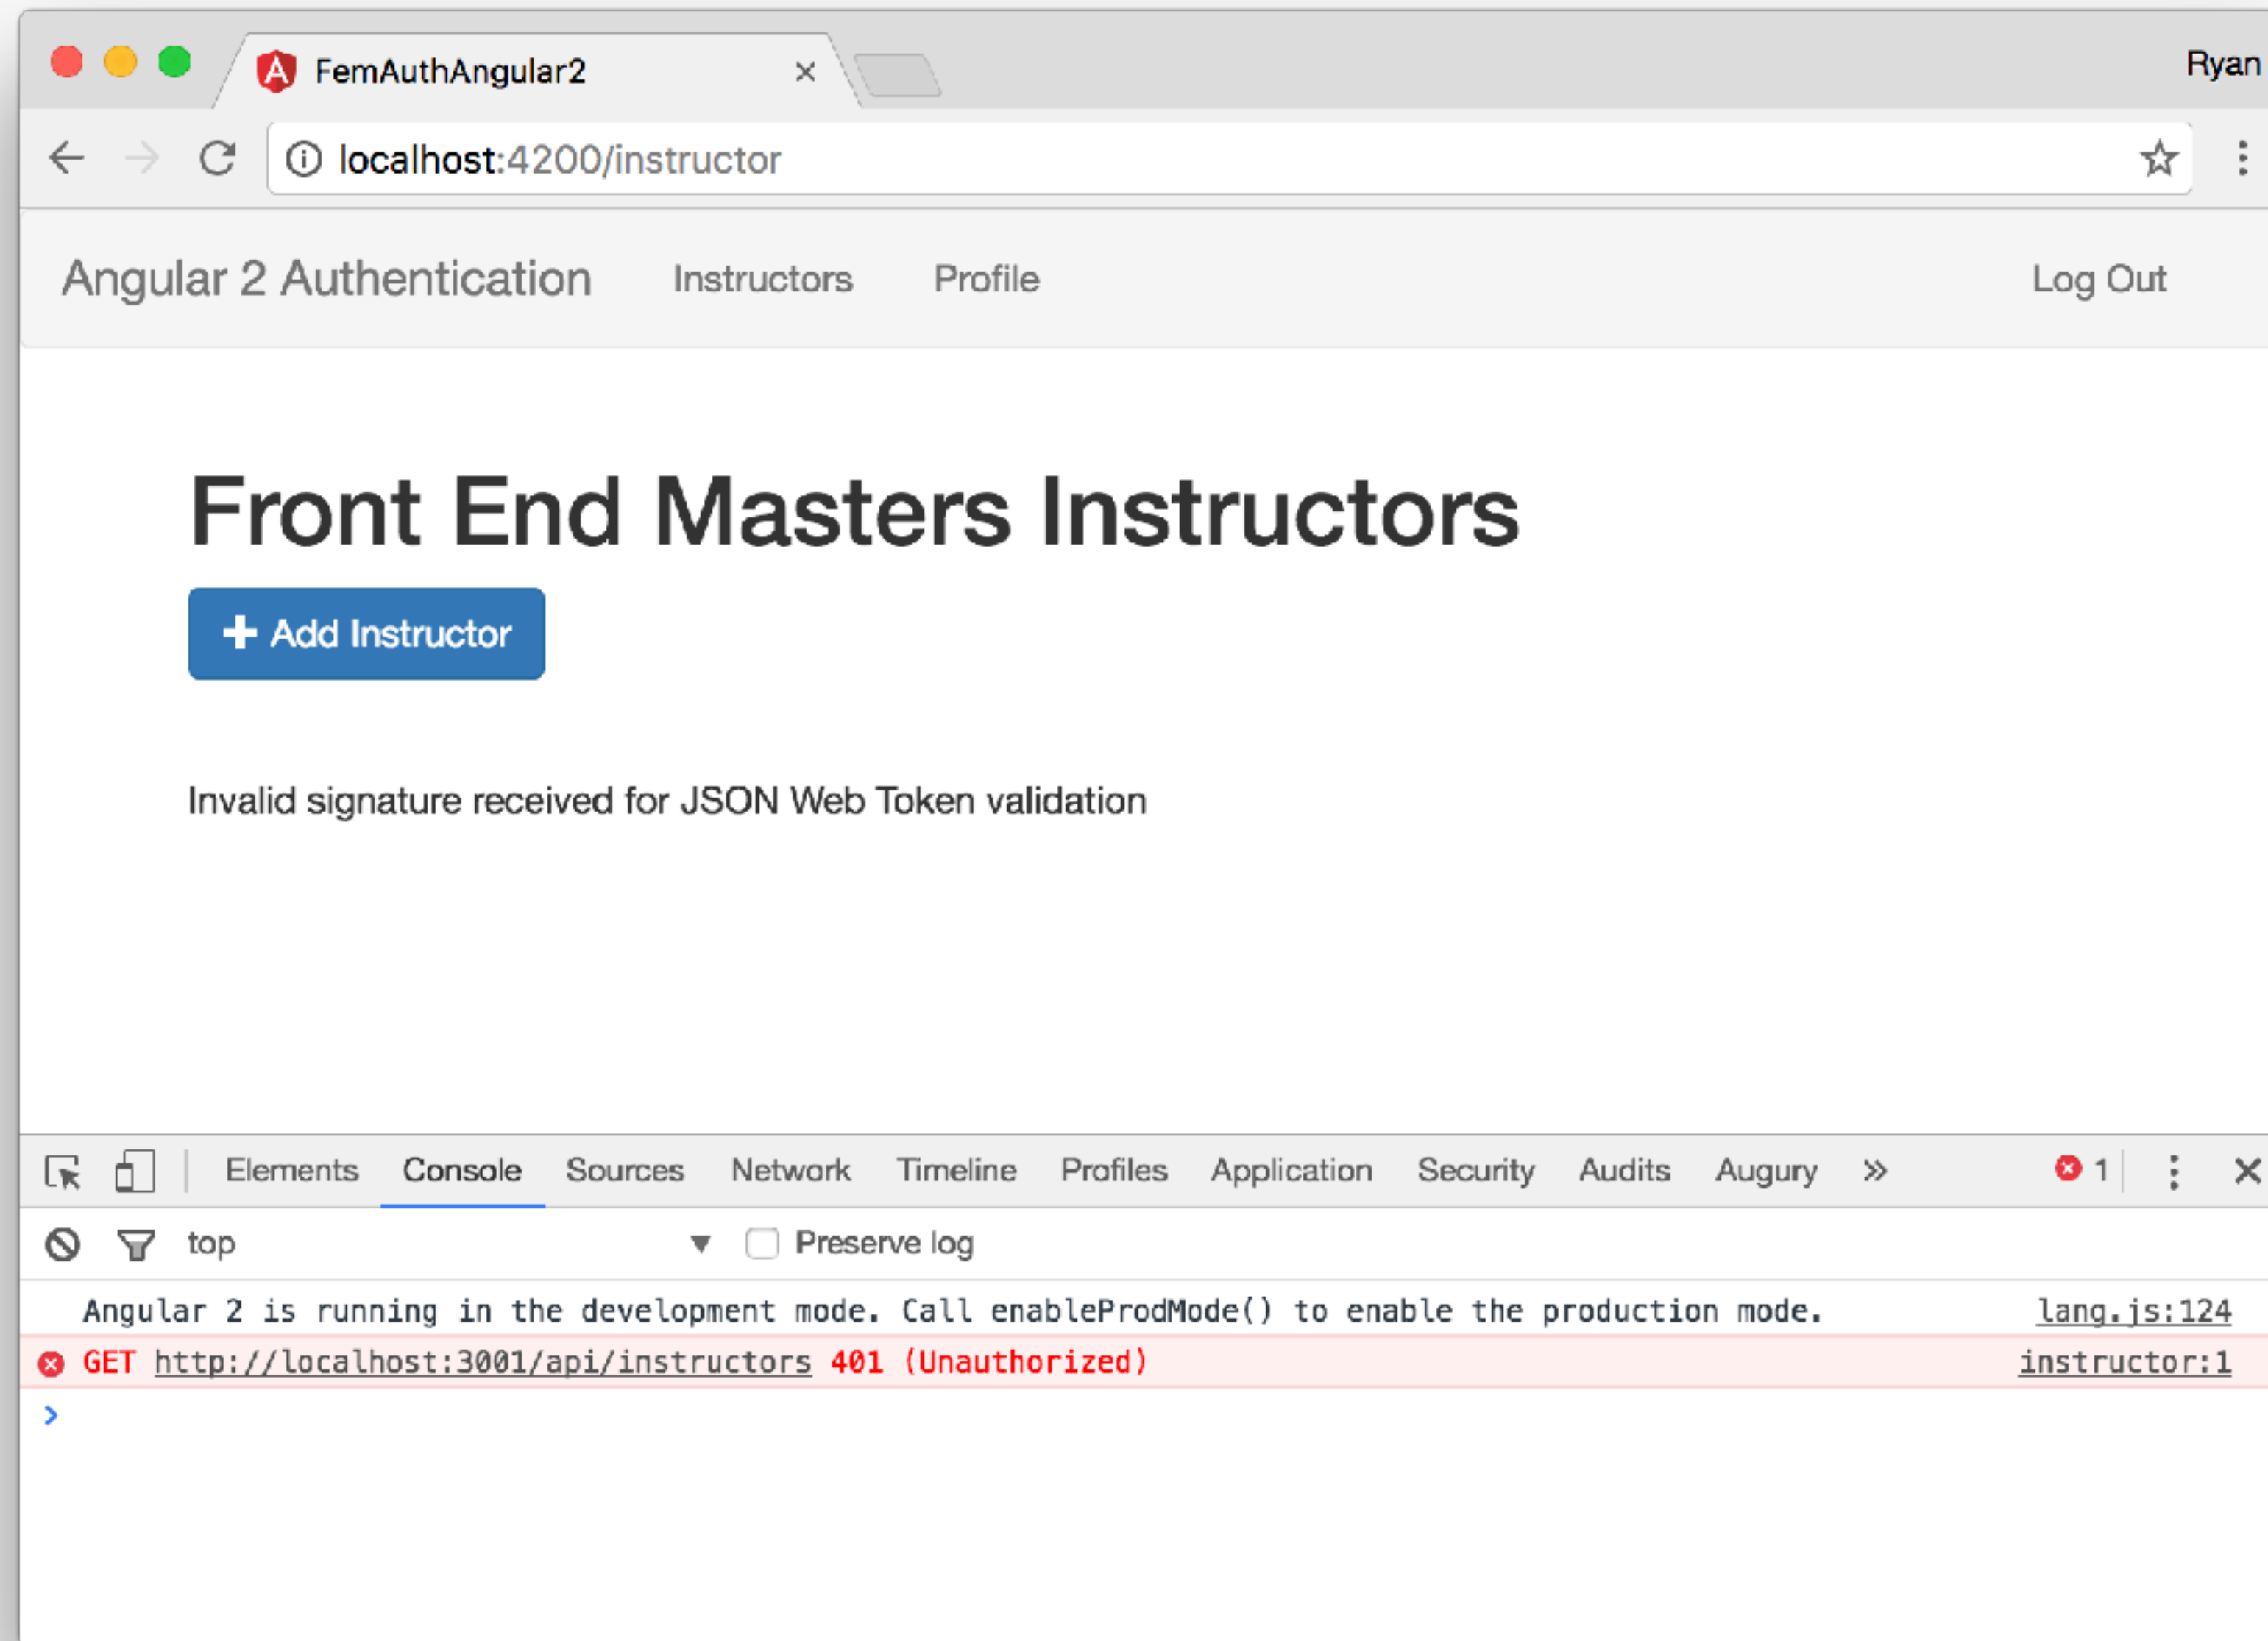 FemAuthAngular2
Ryan
localhost:4200/instructor
Angular 2 Authentication Instructors Profile Log Out
Front End Masters Instructors
Add Instructor
Invalid signature received for JSON Web Token validation
Elements Console Sources Network Timeline Profiles Application Security Audits Augury » 1
top Preserve log
Angular 2 is running in the development mode. Call enableProdMode() to enable the production mode. lang.js:124
GET http://localhost:3001/api/instructors 401 (Unauthorized) instructor:1